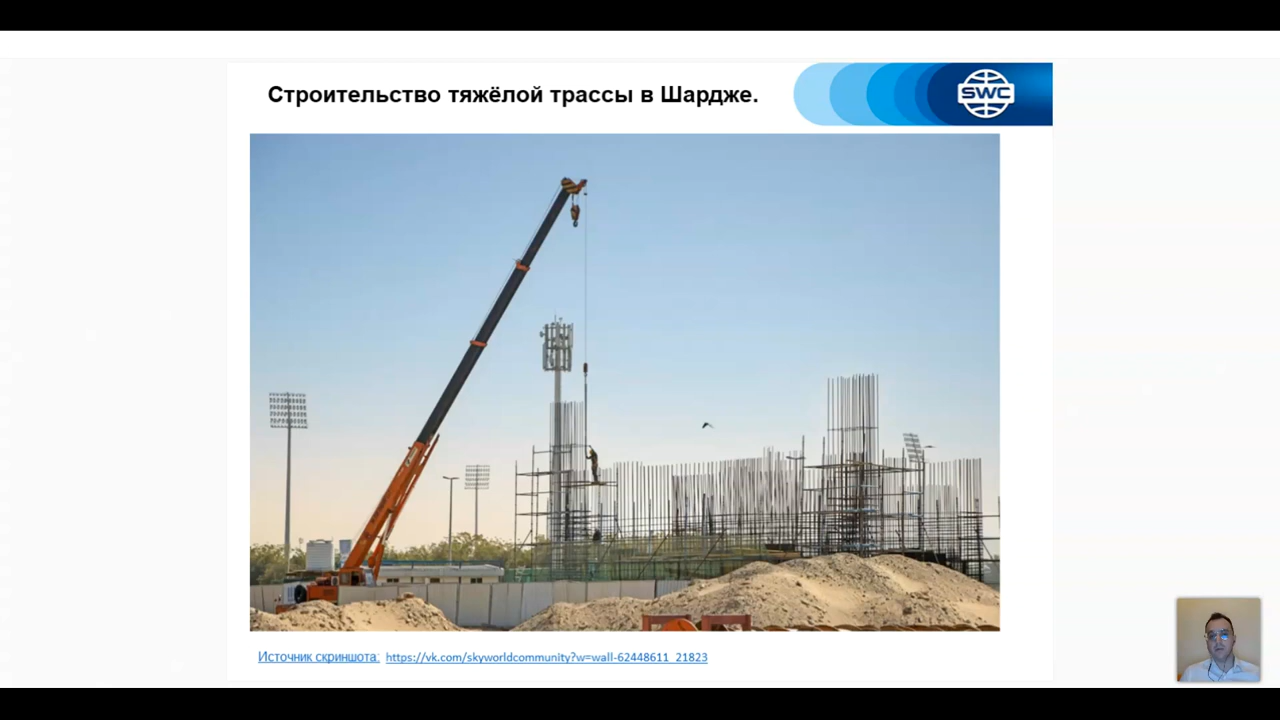 Строительство тяжёлой трассы в Шардже.
SWC
Источник скриншота: https://vk.com/skyworldcommunity?w=wall-62448611_21823